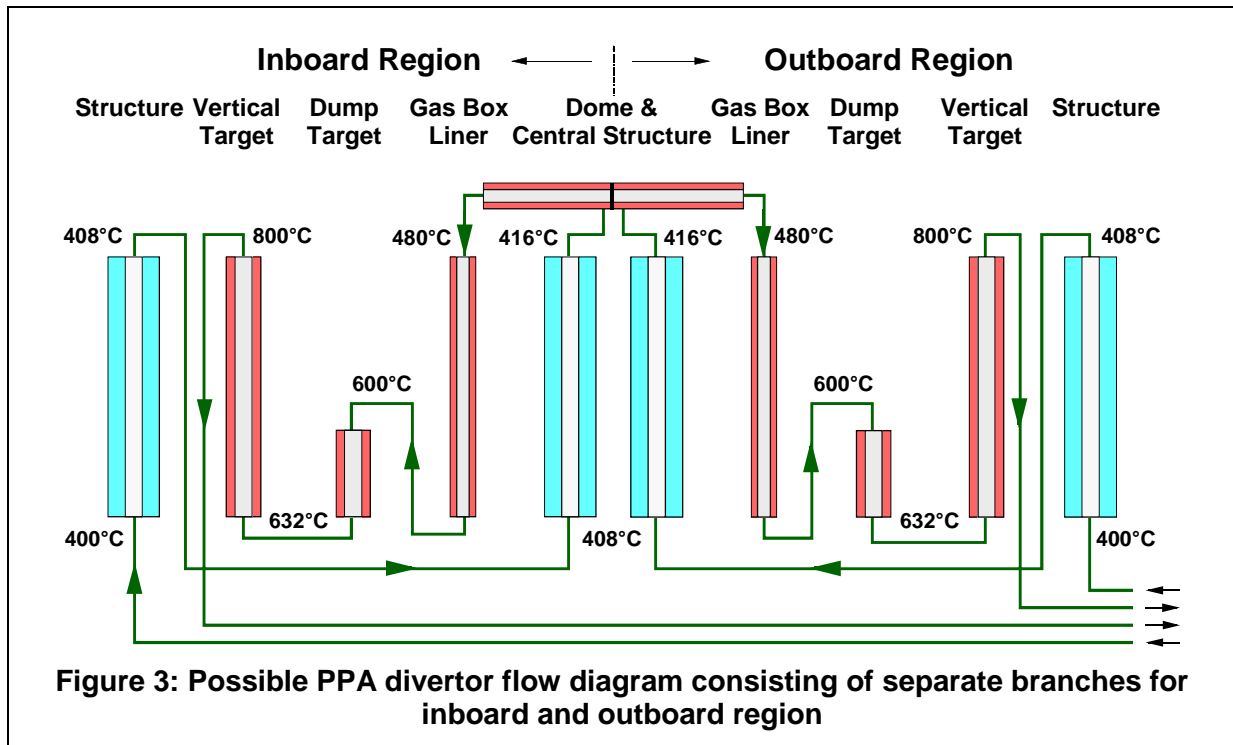 Inboard Region
Outboard Region
Structure
Vertical
Target
Dump
Target
Gas Box
Liner
Dome &
Central Structure
Gas Box
Liner
Dump
Target
Vertical
Target
Structure
408°C
800°C
480°C
416°C
416°C
480°C
800°C
408°C
600°C
600°C
400°C
632°C
408°C
632°C
400°C
Figure 3: Possible PPA divertor flow diagram consisting of separate branches for
inboard and outboard region